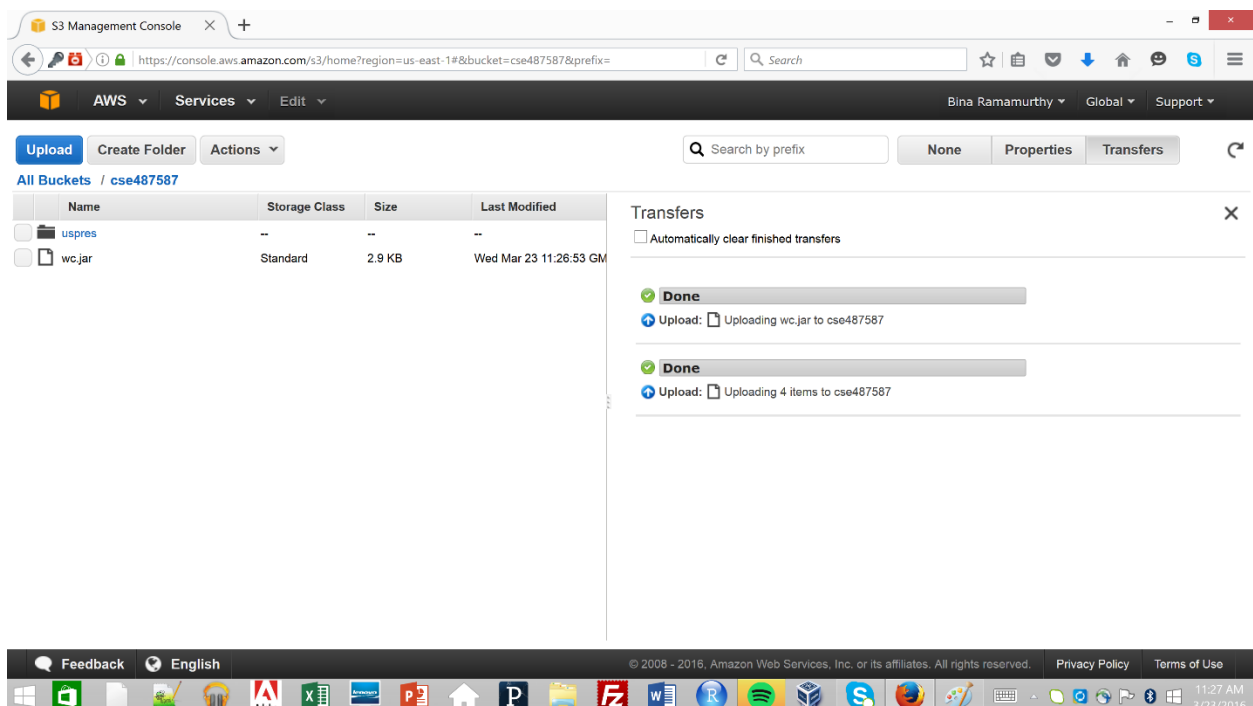 S3 Management Console
https://console.aws.amazon.com/s3/home?region=us-east-1#&bucket=cse487587&prefix=
Search
AWS Services Edit
Bina Ramamurthy Global Support
Upload Create Folder Actions
Search by prefix
None Properties Transfers
All Buckets / cse487587
Name Storage Class Size Last Modified
uspres -- -- --
wc.jar Standard 2.9 KB Wed Mar 23 11:26:53 GM
Transfers
Automatically clear finished transfers
Done
Upload: Uploading wc.jar to cse487587
Done
Upload: Uploading 4 items to cse487587
Feedback English
© 2008 - 2016, Amazon Web Services, Inc. or its affiliates. All rights reserved. Privacy Policy Terms of Use
11:27 AM
3/23/2016